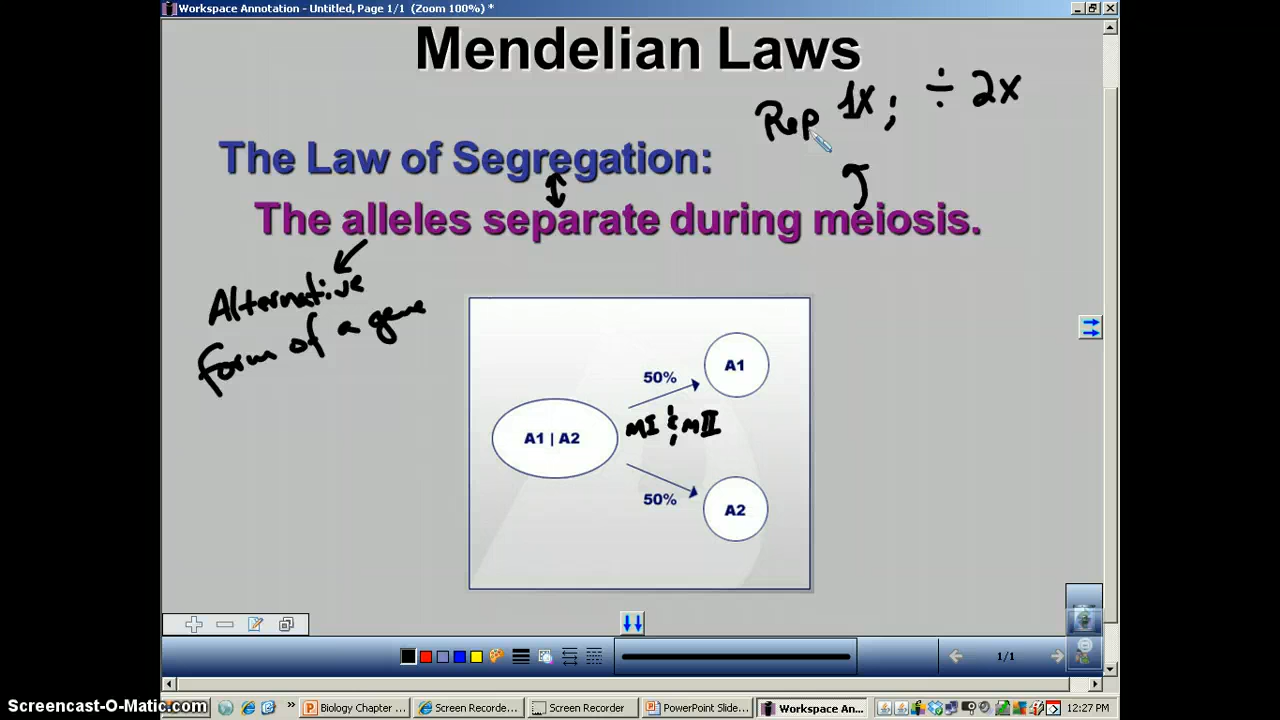 Workspace Annotation - Untitled, Page 1/1 (Zoom 100%) *
Mendelian Laws
Rep 1x; ÷ 2x
The Law of Segregation:
The alleles separate during meiosis.
Alternative
form of a gene
A1
50%
MI & MII
A1 | A2
50%
A2
1/1
Screencast-O-Matic.com
» Biology Chapter ...
Screen Recorde...
Screen Recorder
PowerPoint Slide...
Workspace An...
12:27 PM